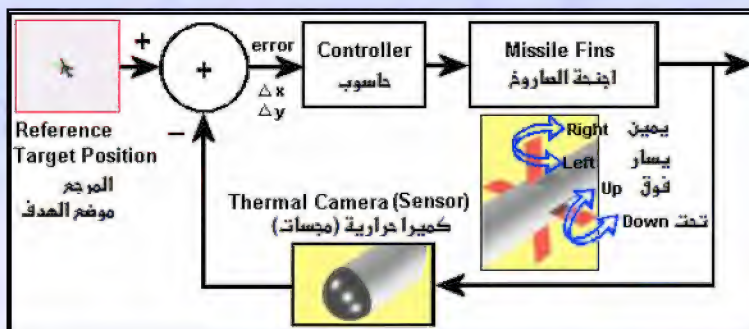 +
error
Δx
Δy
+
−
Controller
حاسوب
Missile Fins
اجنحة الصاروخ
Reference
Target Position
المرجع
موضع الهدف
Thermal Camera (Sensor)
كميرا حرارية (مجسات)
Right يمين
Left يسار
Up فوق
Down تحت